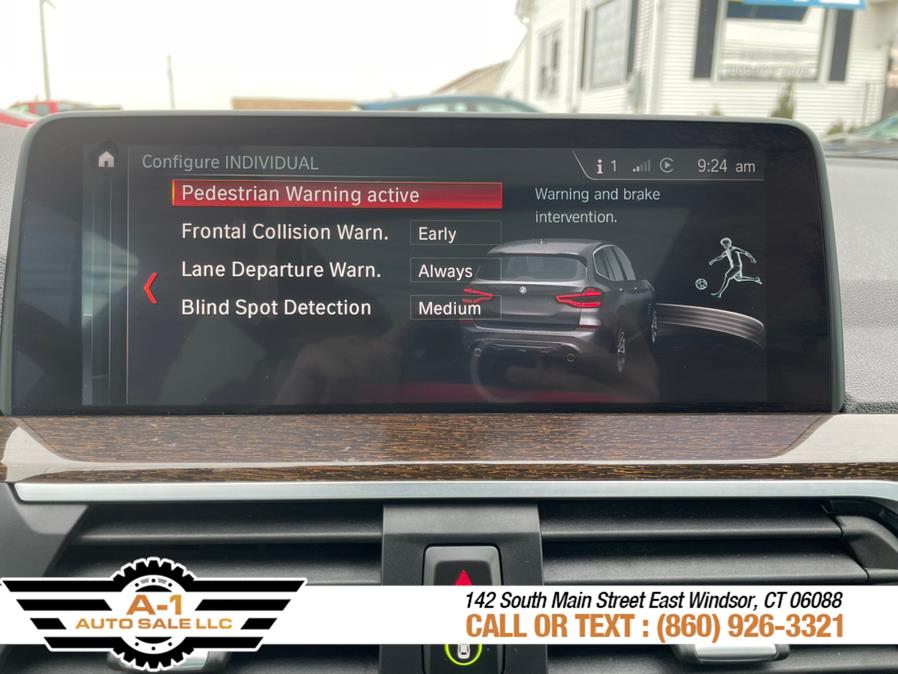 Configure INDIVIDUAL
i 1
9:24 am
Pedestrian Warning active
Frontal Collision Warn. Early
Lane Departure Warn. Always
Blind Spot Detection Medium
Warning and brake
intervention.
A-1
AUTO SALE LLC
142 South Main Street East Windsor, CT 06088
CALL OR TEXT : (860) 926-3321